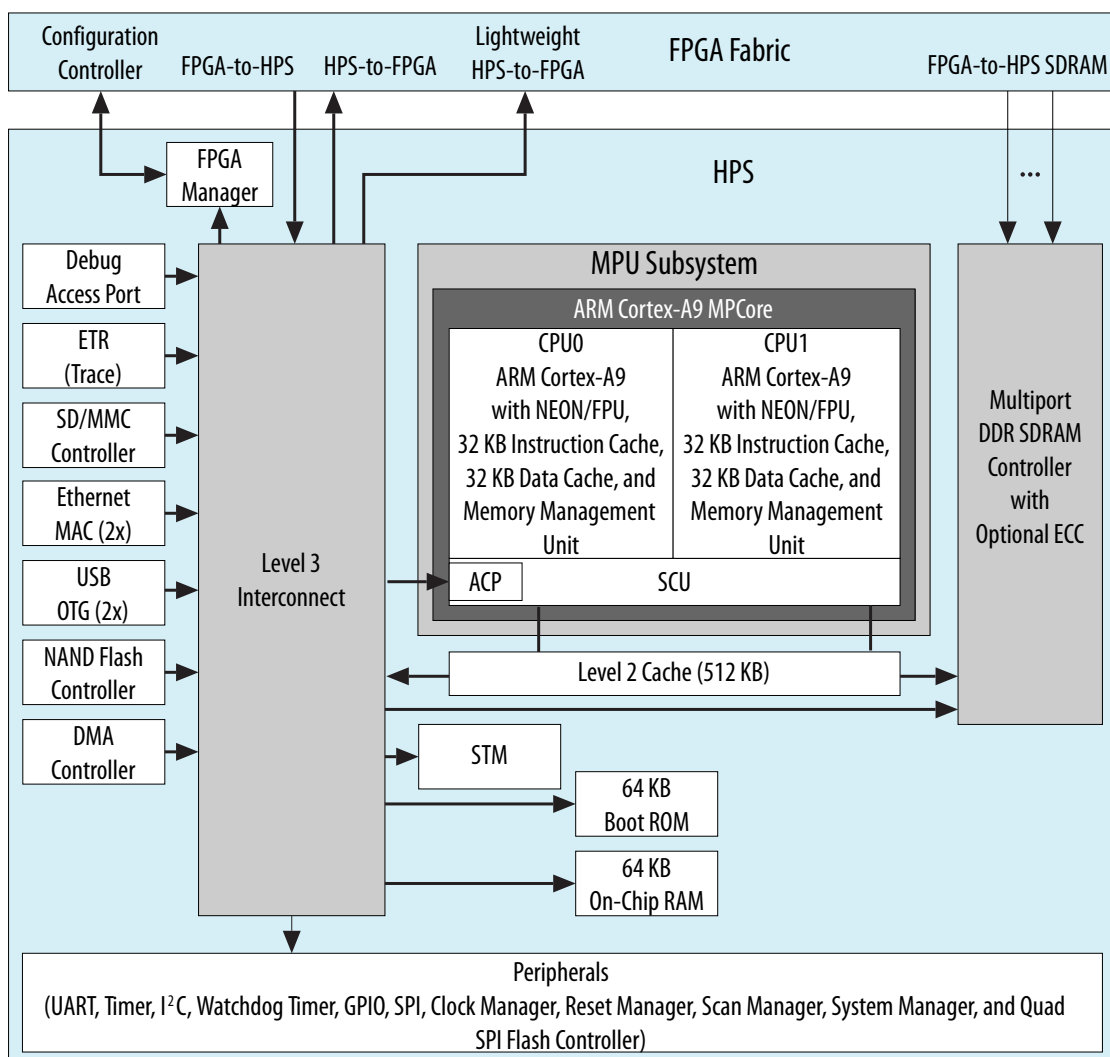 Configuration
Controller
FPGA-to-HPS
HPS-to-FPGA
Lightweight
HPS-to-FPGA
FPGA Fabric
FPGA-to-HPS SDRAM
HPS
FPGA
Manager
...
Debug
Access Port
ETR
(Trace)
SD/MMC
Controller
Ethernet
MAC (2x)
USB
OTG (2x)
NAND Flash
Controller
DMA
Controller
Level 3
Interconnect
MPU Subsystem
ARM Cortex-A9 MPCore
CPU0
ARM Cortex-A9
with NEON/FPU,
32 KB Instruction Cache,
32 KB Data Cache, and
Memory Management
Unit
CPU1
ARM Cortex-A9
with NEON/FPU,
32 KB Instruction Cache,
32 KB Data Cache, and
Memory Management
Unit
ACP
SCU
Level 2 Cache (512 KB)
Multiport
DDR SDRAM
Controller
with
Optional ECC
STM
64 KB
Boot ROM
64 KB
On-Chip RAM
Peripherals
(UART, Timer, I²C, Watchdog Timer, GPIO, SPI, Clock Manager, Reset Manager, Scan Manager, System Manager, and Quad
SPI Flash Controller)